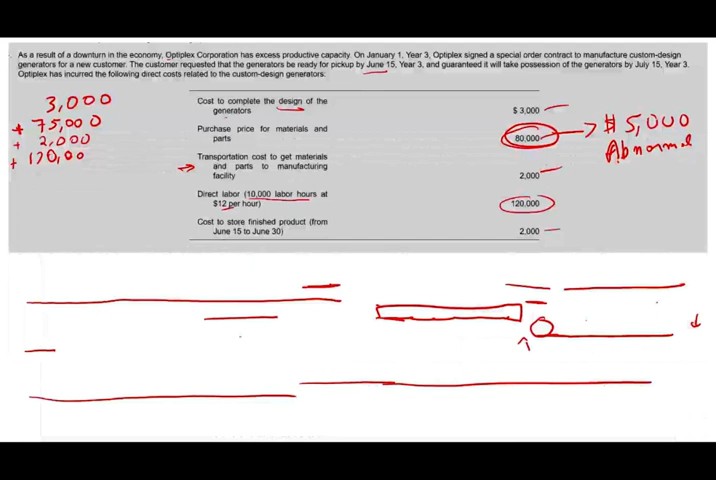 As a result of a downturn in the economy, Optiplex Corporation has excess productive capacity. On January 1, Year 3, Optiplex signed a special order contract to manufacture custom-design
generators for a new customer. The customer requested that the generators be ready for pickup by June 15, Year 3, and guaranteed it will take possession of the generators by July 15, Year 3.
Optiplex has incurred the following direct costs related to the custom-design generators:
3,000
+ 75,000
+ 2,000
+ 120,00
Cost to complete the design of the
generators $ 3,000
Purchase price for materials and
parts 80,000
$ 5,000
Abnormal
Transportation cost to get materials
and parts to manufacturing
facility 2,000
Direct labor (10,000 labor hours at
$12 per hour) 120,000
Cost to store finished product (from
June 15 to June 30) 2,000